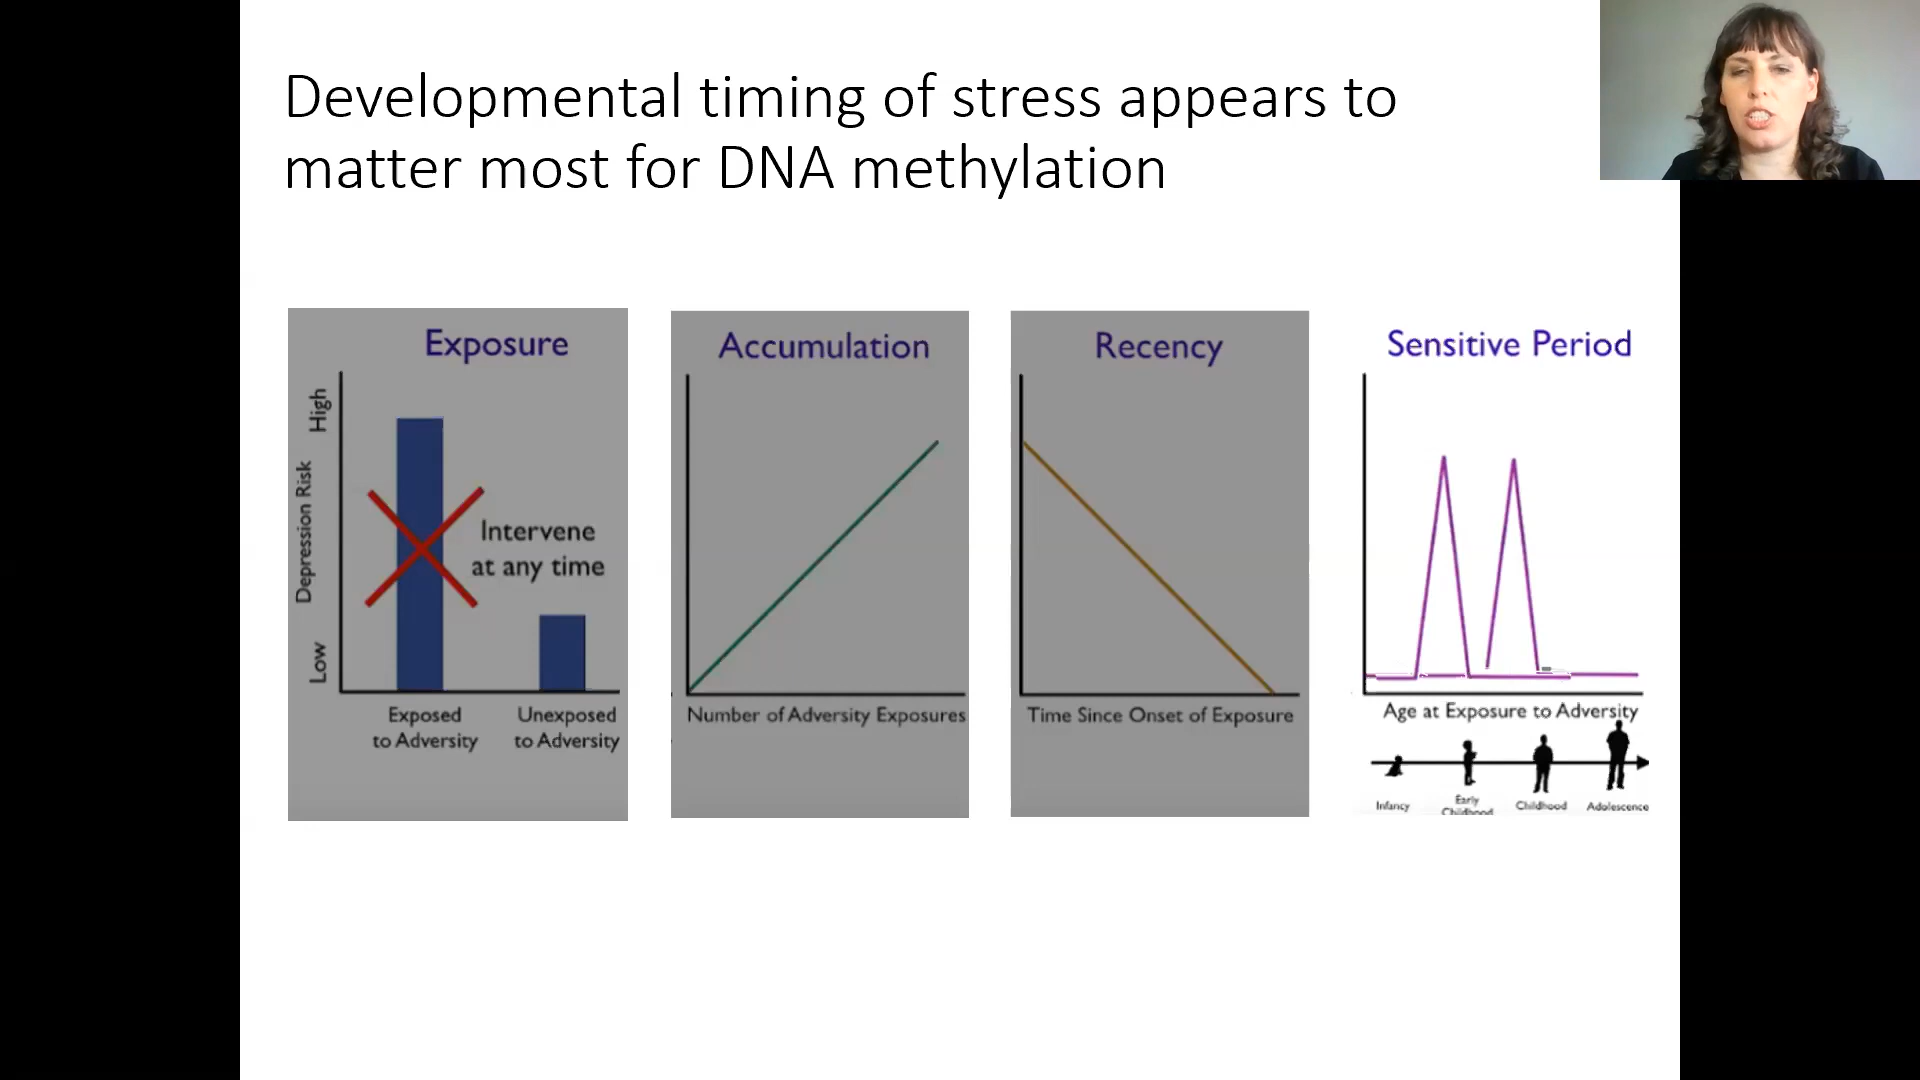 Developmental timing of stress appears to
matter most for DNA methylation
Exposure
High
Depression Risk
Low
Intervene
at any time
Exposed
to Adversity
Unexposed
to Adversity
Accumulation
Number of Adversity Exposures
Recency
Time Since Onset of Exposure
Sensitive Period
Age at Exposure to Adversity
Infancy
Early
Childhood
Childhood
Adolescence